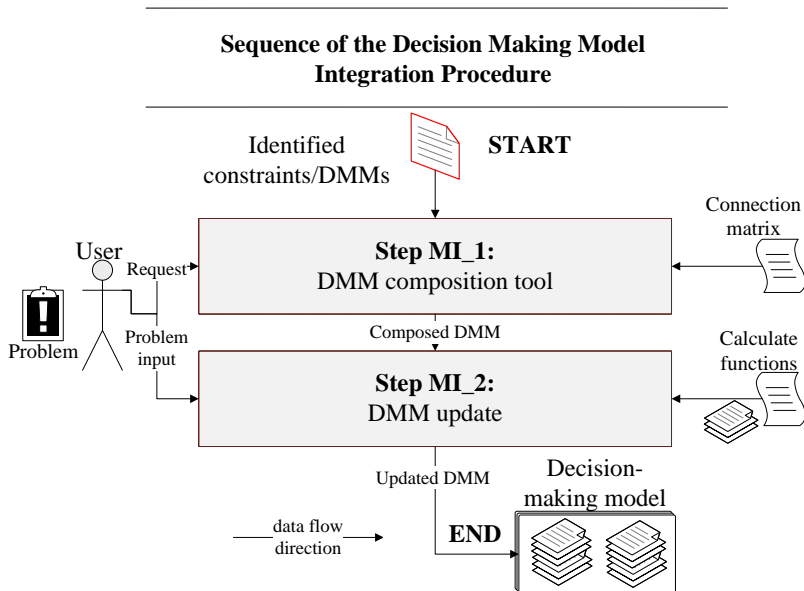 Sequence of the Decision Making Model
Integration Procedure
Identified
constraints/DMMs
START
Connection
matrix
User
Request
Step MI_1:
DMM composition tool
Problem
Problem
input
Composed DMM
Calculate
functions
Step MI_2:
DMM update
Updated DMM
Decision-
making model
data flow
direction
END